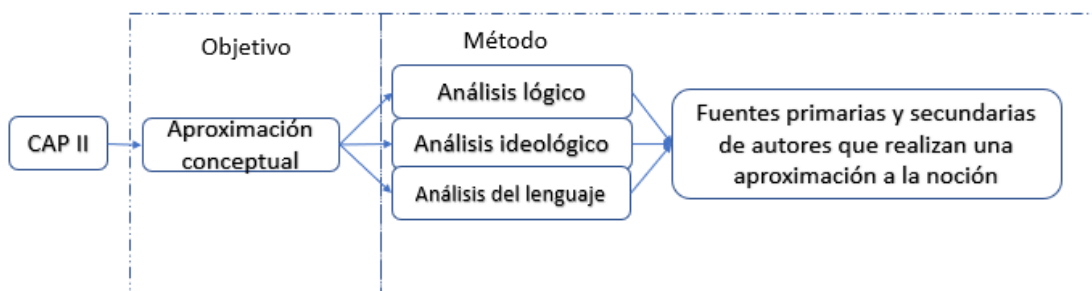 Objetivo
Método
CAP II
Aproximación
conceptual
Análisis lógico
Análisis ideológico
Análisis del lenguaje
Fuentes primarias y secundarias
de autores que realizan una
aproximación a la noción